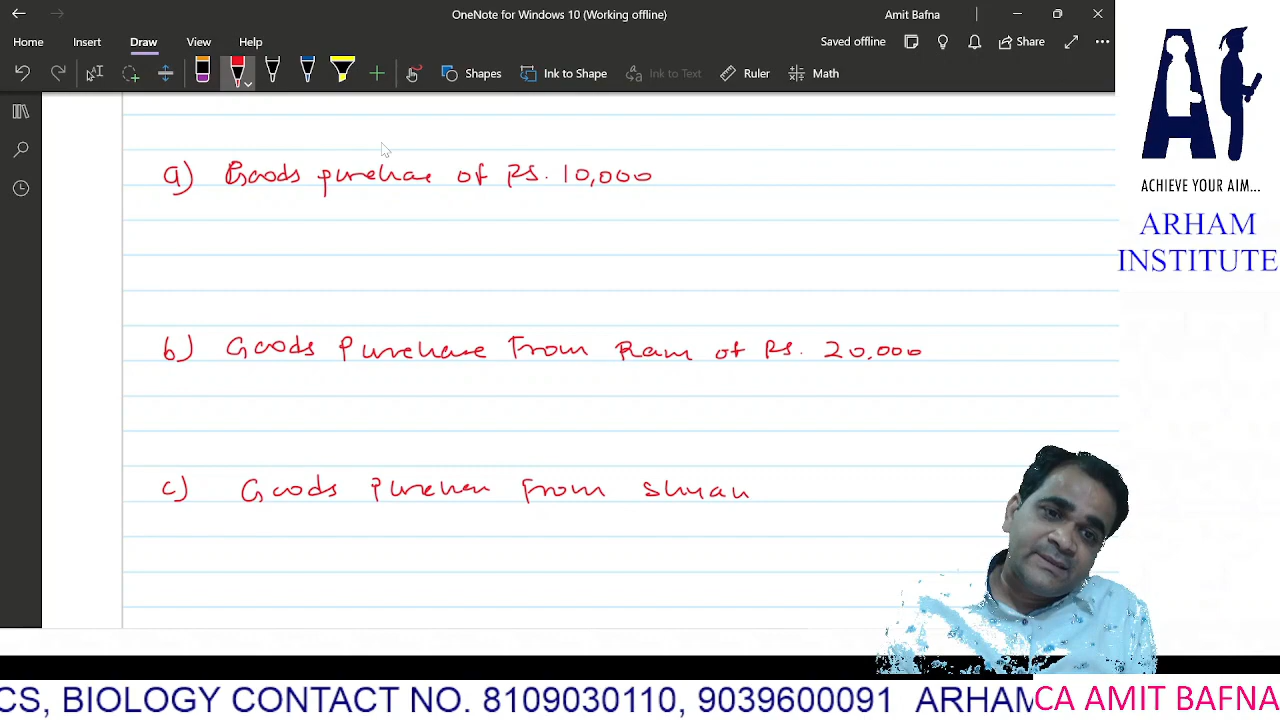 OneNote for Windows 10 (Working offline)
Amit Bafna
Home Insert Draw View Help
Saved offline
Share
Shapes
Ink to Shape
Ink to Text
Ruler
Math
a) Goods purchae of Rs. 10,000
b) Goods Purchase From Ram of Rs. 20,000
c) Goods Purchen From Shyam
ACHIEVE YOUR AIM...
ARHAM
INSTITUTE
CS, BIOLOGY CONTACT NO. 8109030110, 9039600091 ARHAM
CA AMIT BAFNA